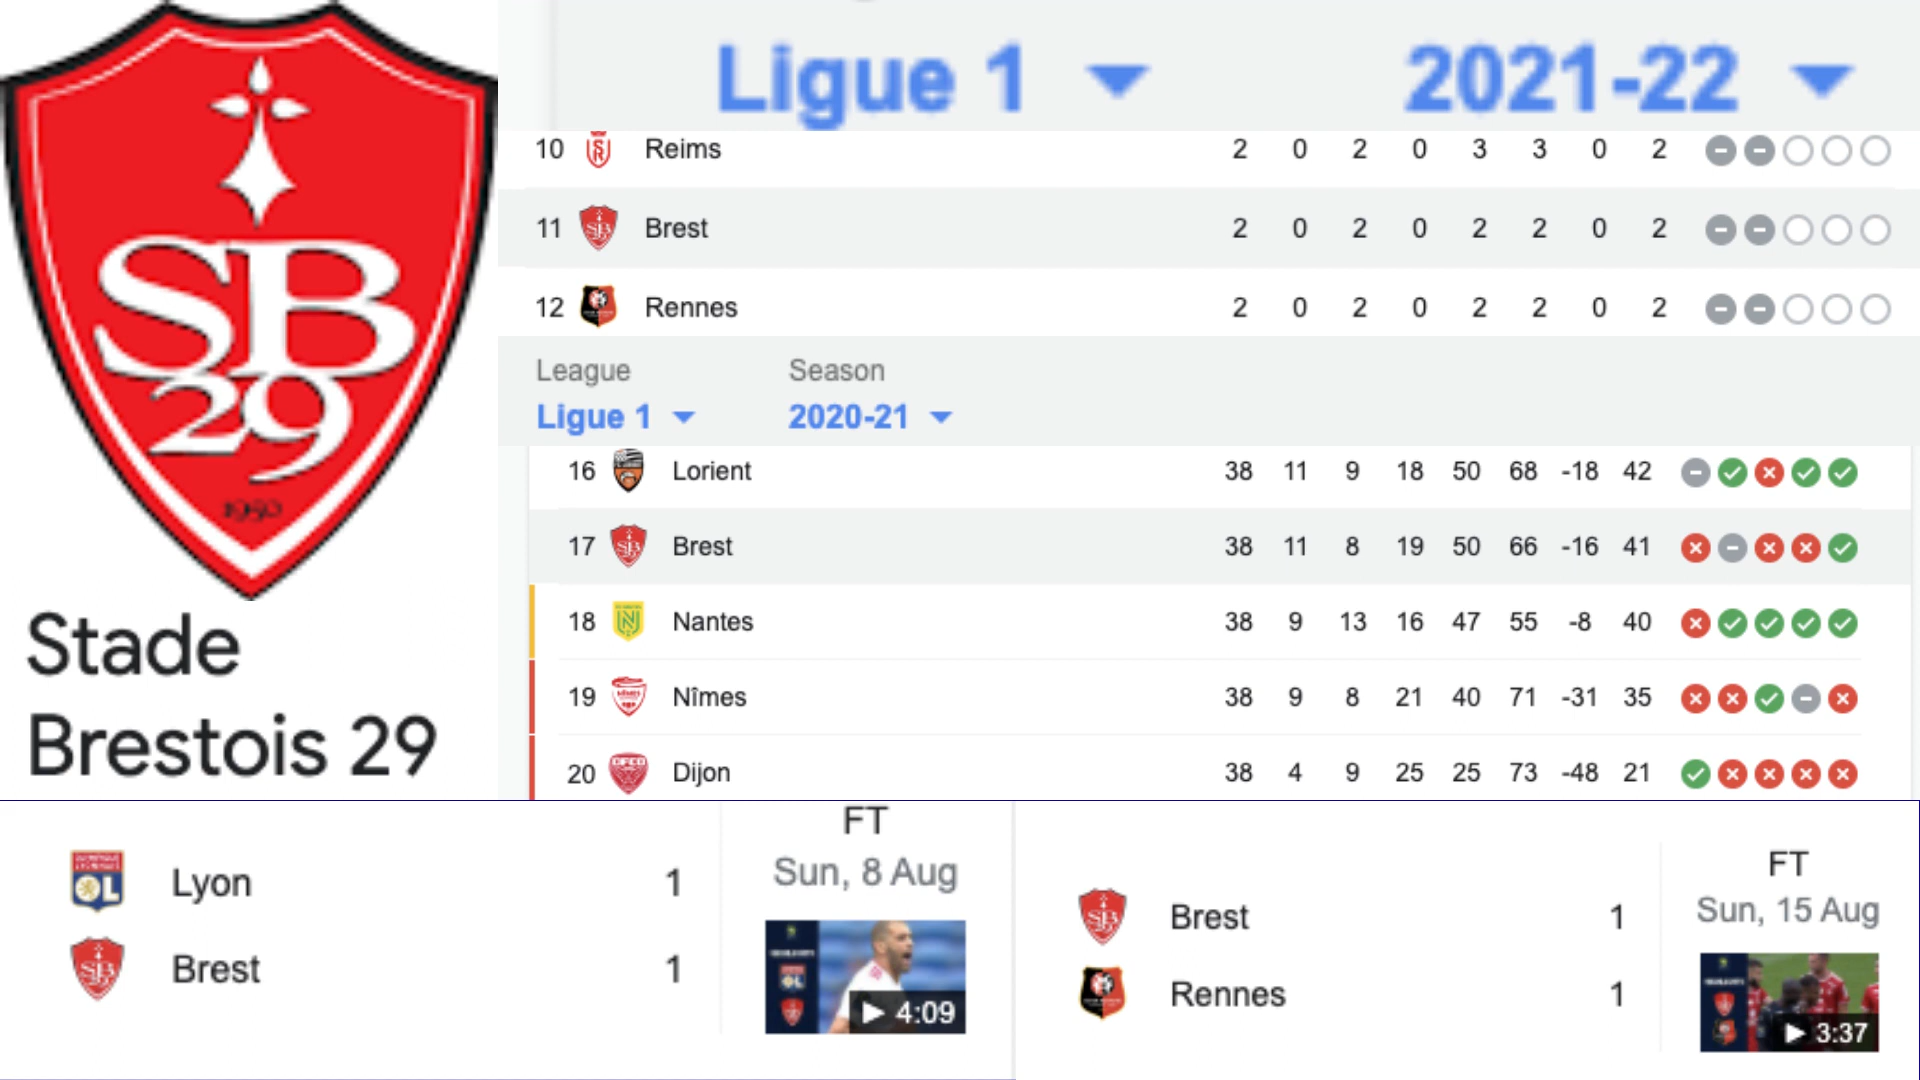 SB
29
1950
Stade
Brestois 29
Ligue 1 2021-22
10 Reims 2 0 2 0 3 3 0 2
11 Brest 2 0 2 0 2 2 0 2
12 Rennes 2 0 2 0 2 2 0 2
League Season
Ligue 1 2020-21
16 Lorient 38 11 9 18 50 68 -18 42
17 Brest 38 11 8 19 50 66 -16 41
18 Nantes 38 9 13 16 47 55 -8 40
19 Nîmes 38 9 8 21 40 71 -31 35
20 Dijon 38 4 9 25 25 73 -48 21
Lyon 1
Brest 1
FT
Sun, 8 Aug
4:09
Brest 1
Rennes 1
FT
Sun, 15 Aug
3:37